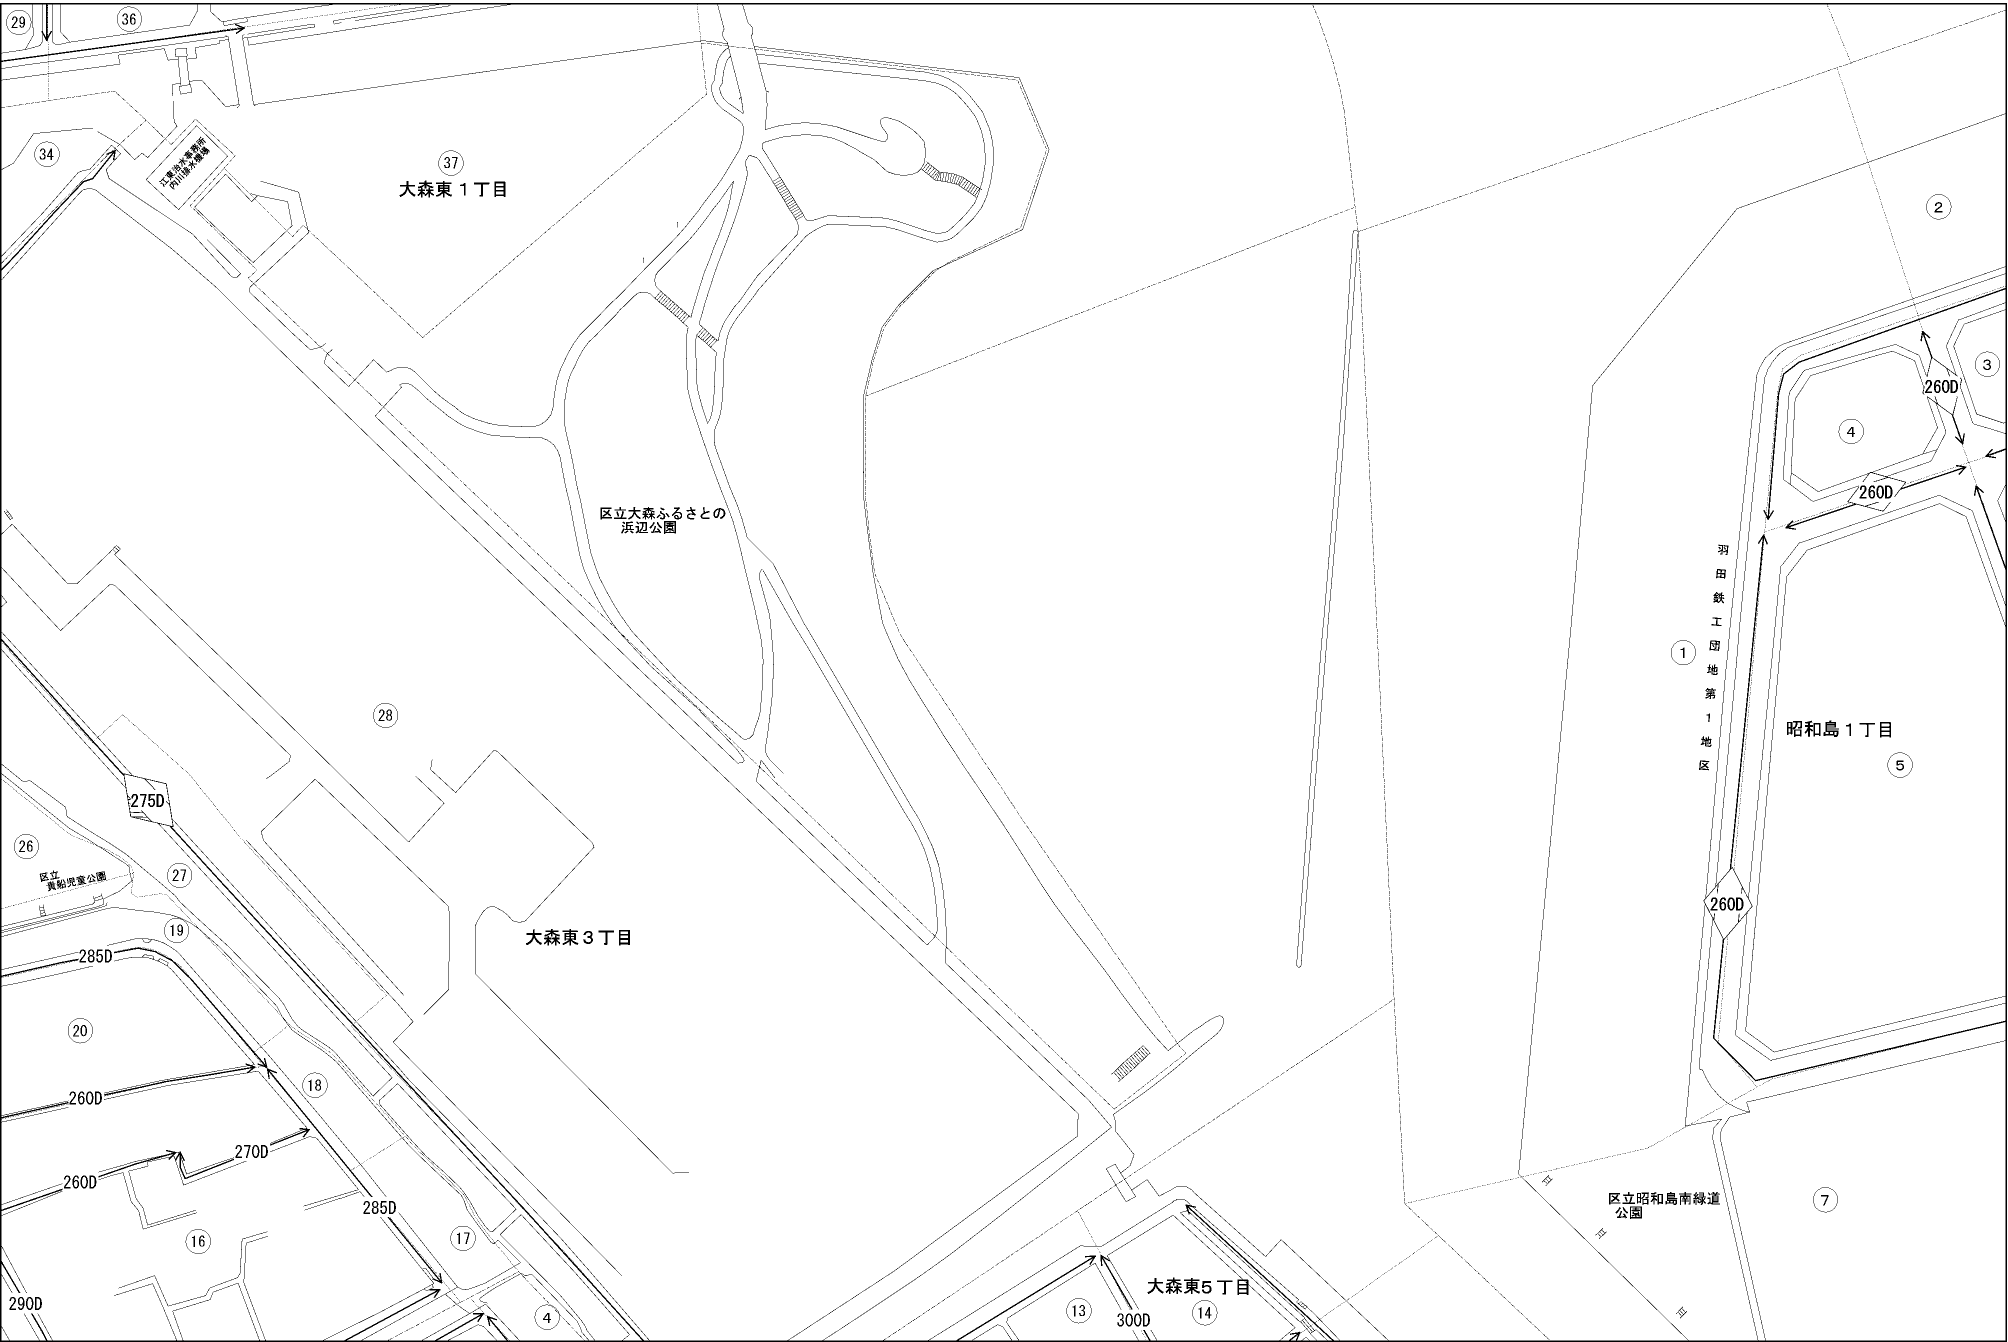 29
36
34
江東治水事務所
内川排水機場
37
大森東１丁目
2
3
260D
4
260D
区立大森ふるさとの
浜辺公園
羽田鉄工団地第1地区
1
28
昭和島１丁目
5
275D
26
区立
貴船児童公園
27
260D
19
大森東３丁目
285D
20
18
260D
270D
260D
285D
区立昭和島南緑道
公園
7
16
17
大森東５丁目
290D
4
13
300D
14